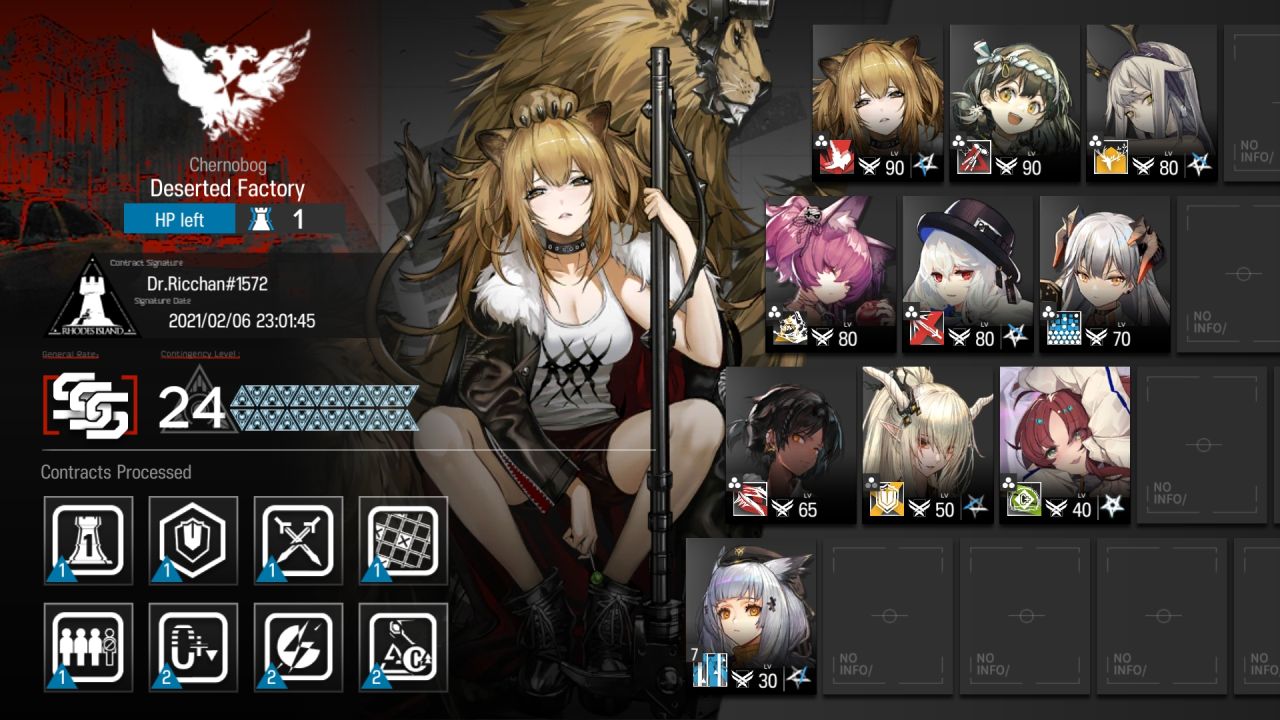 Chernobog
Deserted Factory
HP left 1
Contract Signature
Dr.Ricchan#1572
Signature Date
2021/02/06 23:01:45
RHODES ISLAND
General Rate:
Contingency Level:
24
Contracts Processed
1
1 1 1 1
1 2 2 2
LV 90
LV 90
LV 80
NO INFO/
LV 80
LV 80
LV 70
NO INFO/
LV 65
LV 50
LV 40
NO INFO/
7
LV 30
NO INFO/
NO INFO/
NO INFO/
NO INFO/